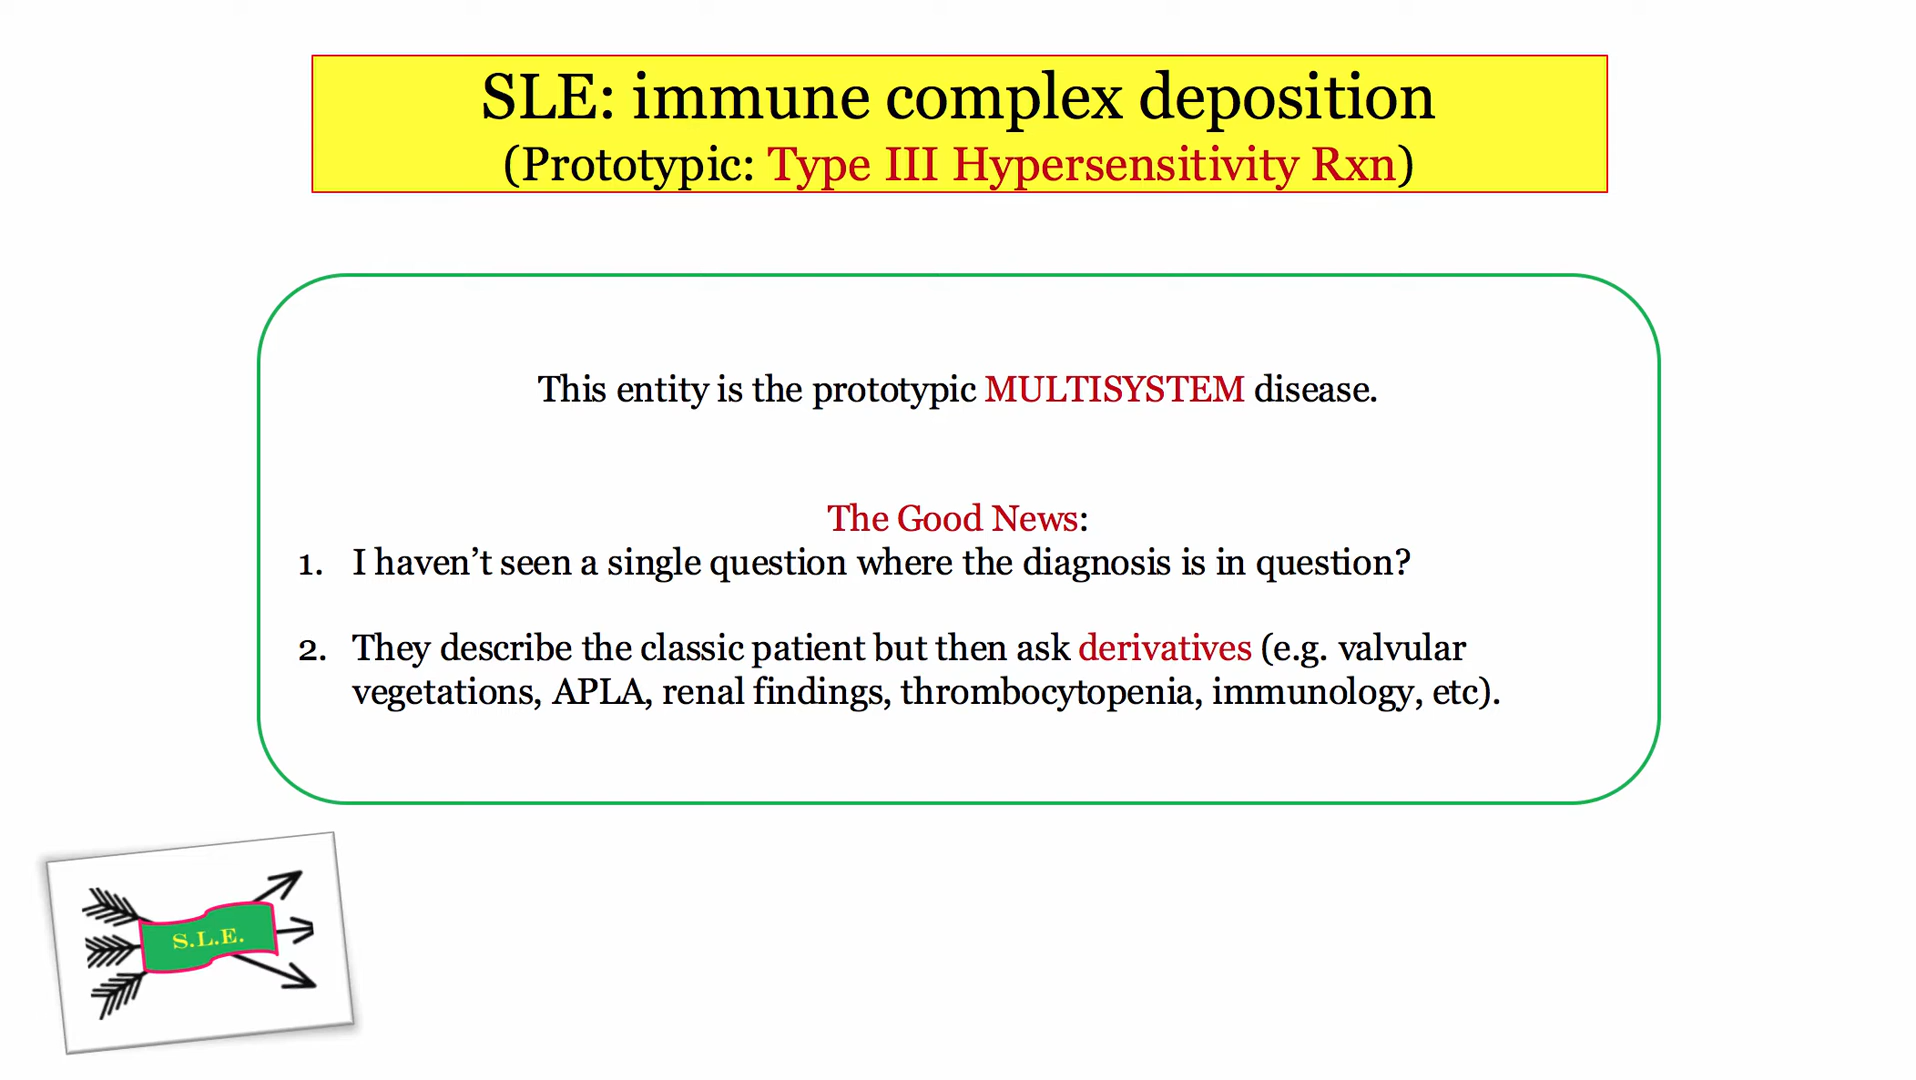 SLE: immune complex deposition
(Prototypic: Type III Hypersensitivity Rxn)
This entity is the prototypic MULTISYSTEM disease.
The Good News:
1. I haven’t seen a single question where the diagnosis is in question?
2. They describe the classic patient but then ask derivatives (e.g. valvular
vegetations, APLA, renal findings, thrombocytopenia, immunology, etc).
S.L.E.